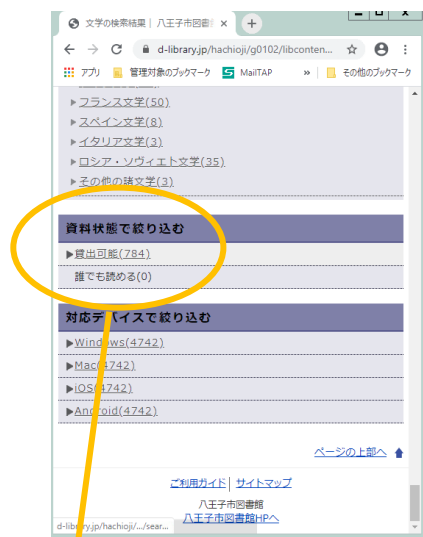 文学の検索結果｜ 八王子市図書
d-library.jp/hachioji/g0102/libconten...
アプリ 管理対象のブックマーク MailTAP » その他のブックマーク
▶フランス文学(50)
▶スペイン文学(8)
▶イタリア文学(3)
▶ロシア・ソヴィエト文学(35)
▶その他の諸文学(3)
資料状態で絞り込む
▶貸出可能(784)
誰でも読める(0)
対応デバイスで絞り込む
▶Windows(4742)
▶Mac(4742)
▶iOS(4742)
▶Android(4742)
ページの上部へ
ご利用ガイド│ サイトマップ
八王子市図書館
八王子市図書館HPへ
d-library.jp/hachioji/.../sear...